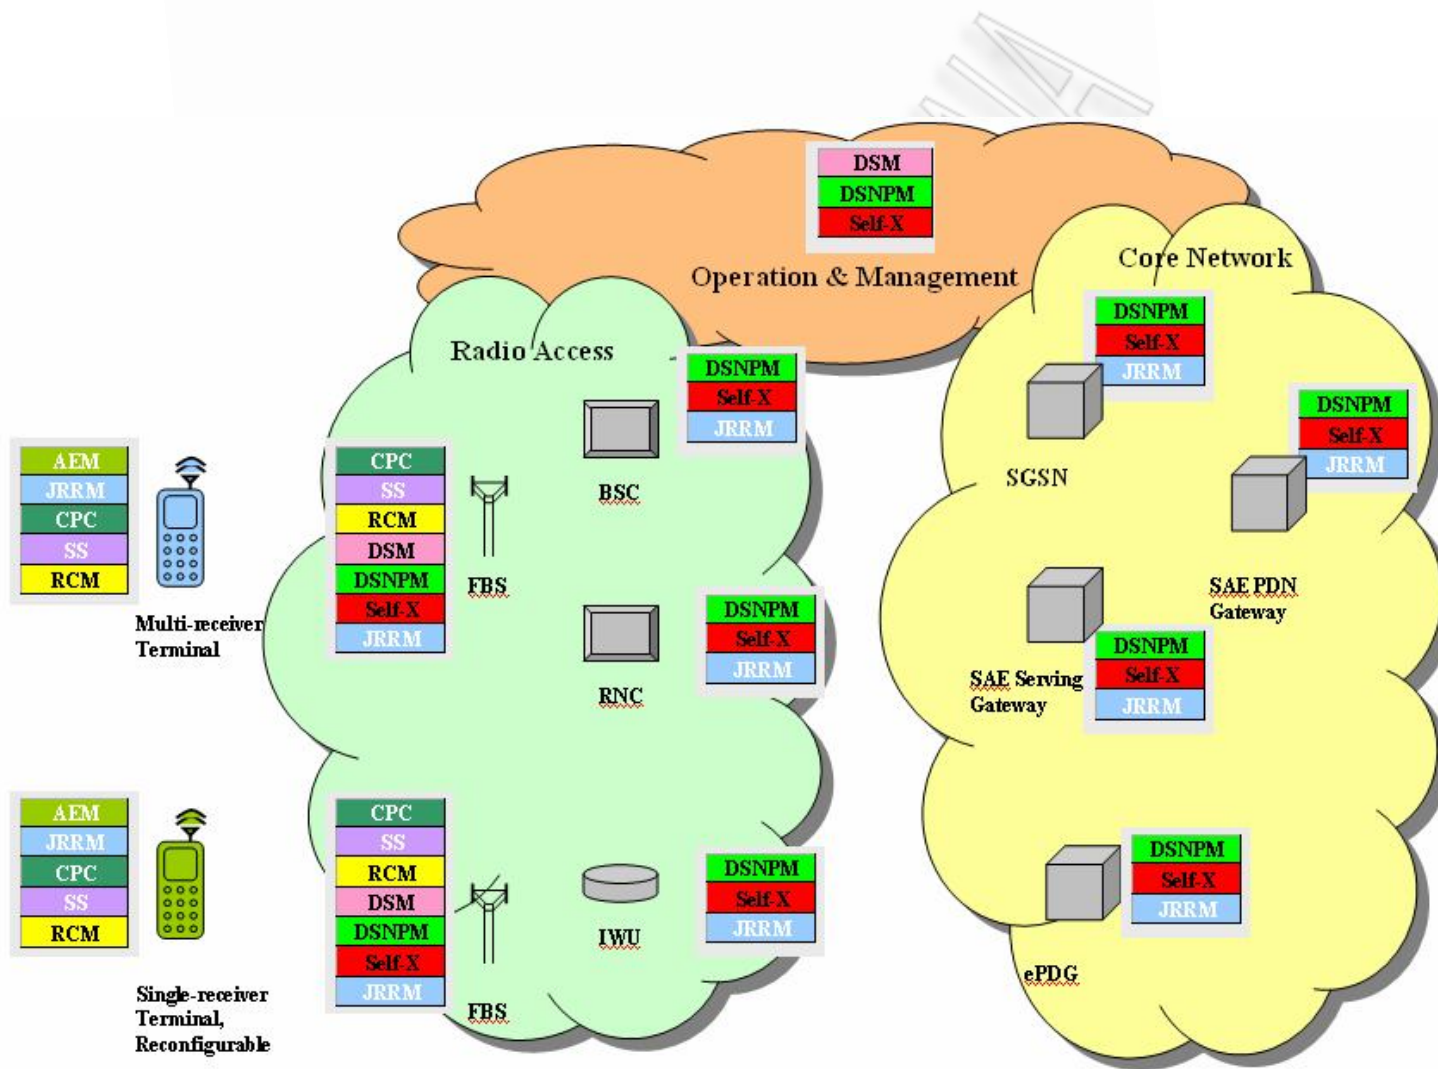 DSM
DSNPM
Self-X
Operation & Management
Core Network
DSNPM
Self-X
JRRM
SGSN
DSNPM
Self-X
JRRM
SAE PDN
Gateway
DSNPM
Self-X
JRRM
SAE Serving
Gateway
DSNPM
Self-X
JRRM
ePDG
Radio Access
DSNPM
Self-X
JRRM
BSC
CPC
SS
RCM
DSM
DSNPM
Self-X
JRRM
FBS
DSNPM
Self-X
JRRM
RNC
CPC
SS
RCM
DSM
DSNPM
Self-X
JRRM
FBS
DSNPM
Self-X
JRRM
IWU
AEM
JRRM
CPC
SS
RCM
Multi-receiver
Terminal
AEM
JRRM
CPC
SS
RCM
Single-receiver
Terminal,
Reconfigurable